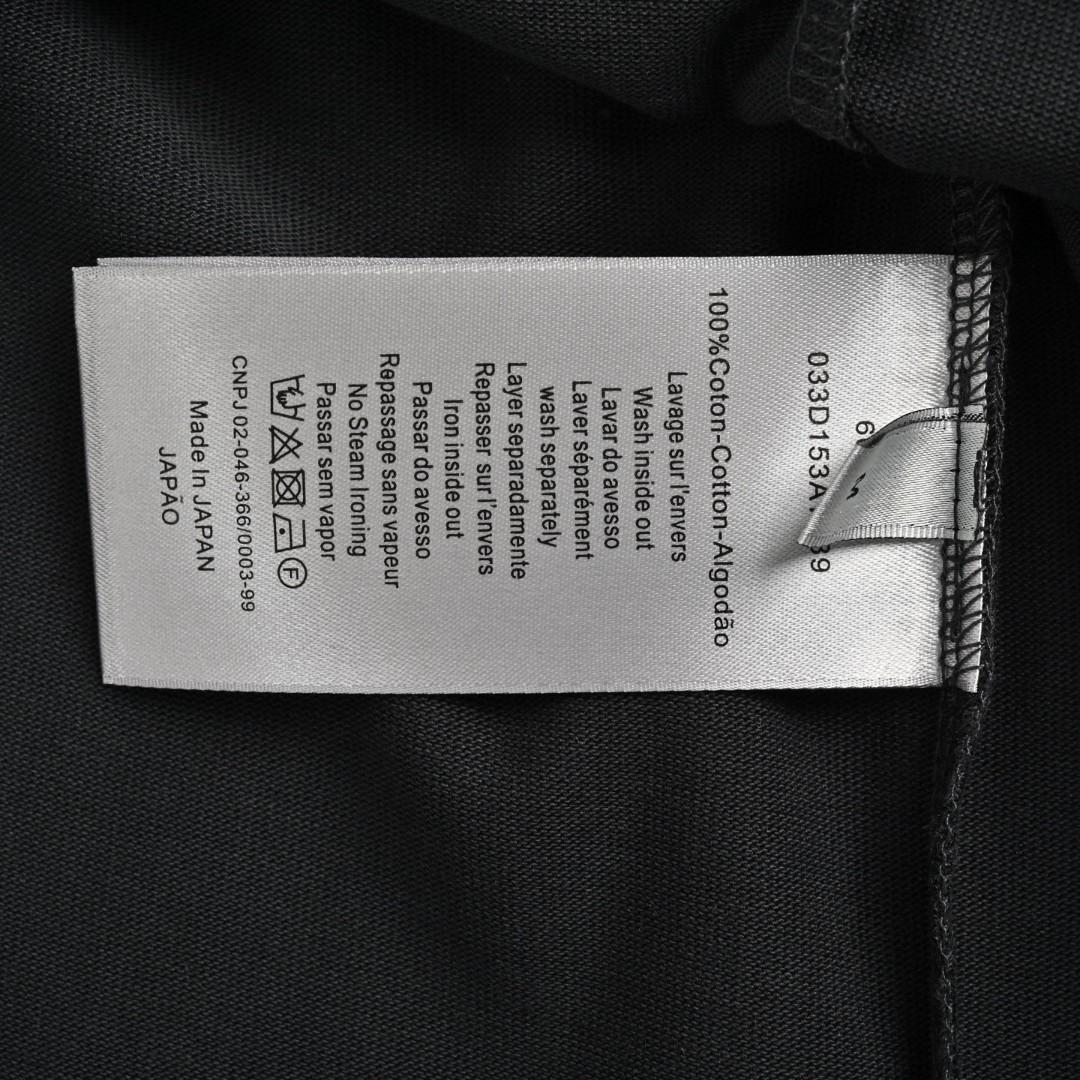 033D153A
39
100%Coton-Cotton-Algodão
Lavage sur l'envers
Wash inside out
Lavar do avesso
Laver séparément
wash separately
Layer separadamente
Repasser sur l'envers
Iron inside out
Passar do avesso
Repassage sans vapeur
No Steam Ironing
Passar sem vapor
F
CNPJ 02-046-366/0003-99
Made In JAPAN
JAPÃO